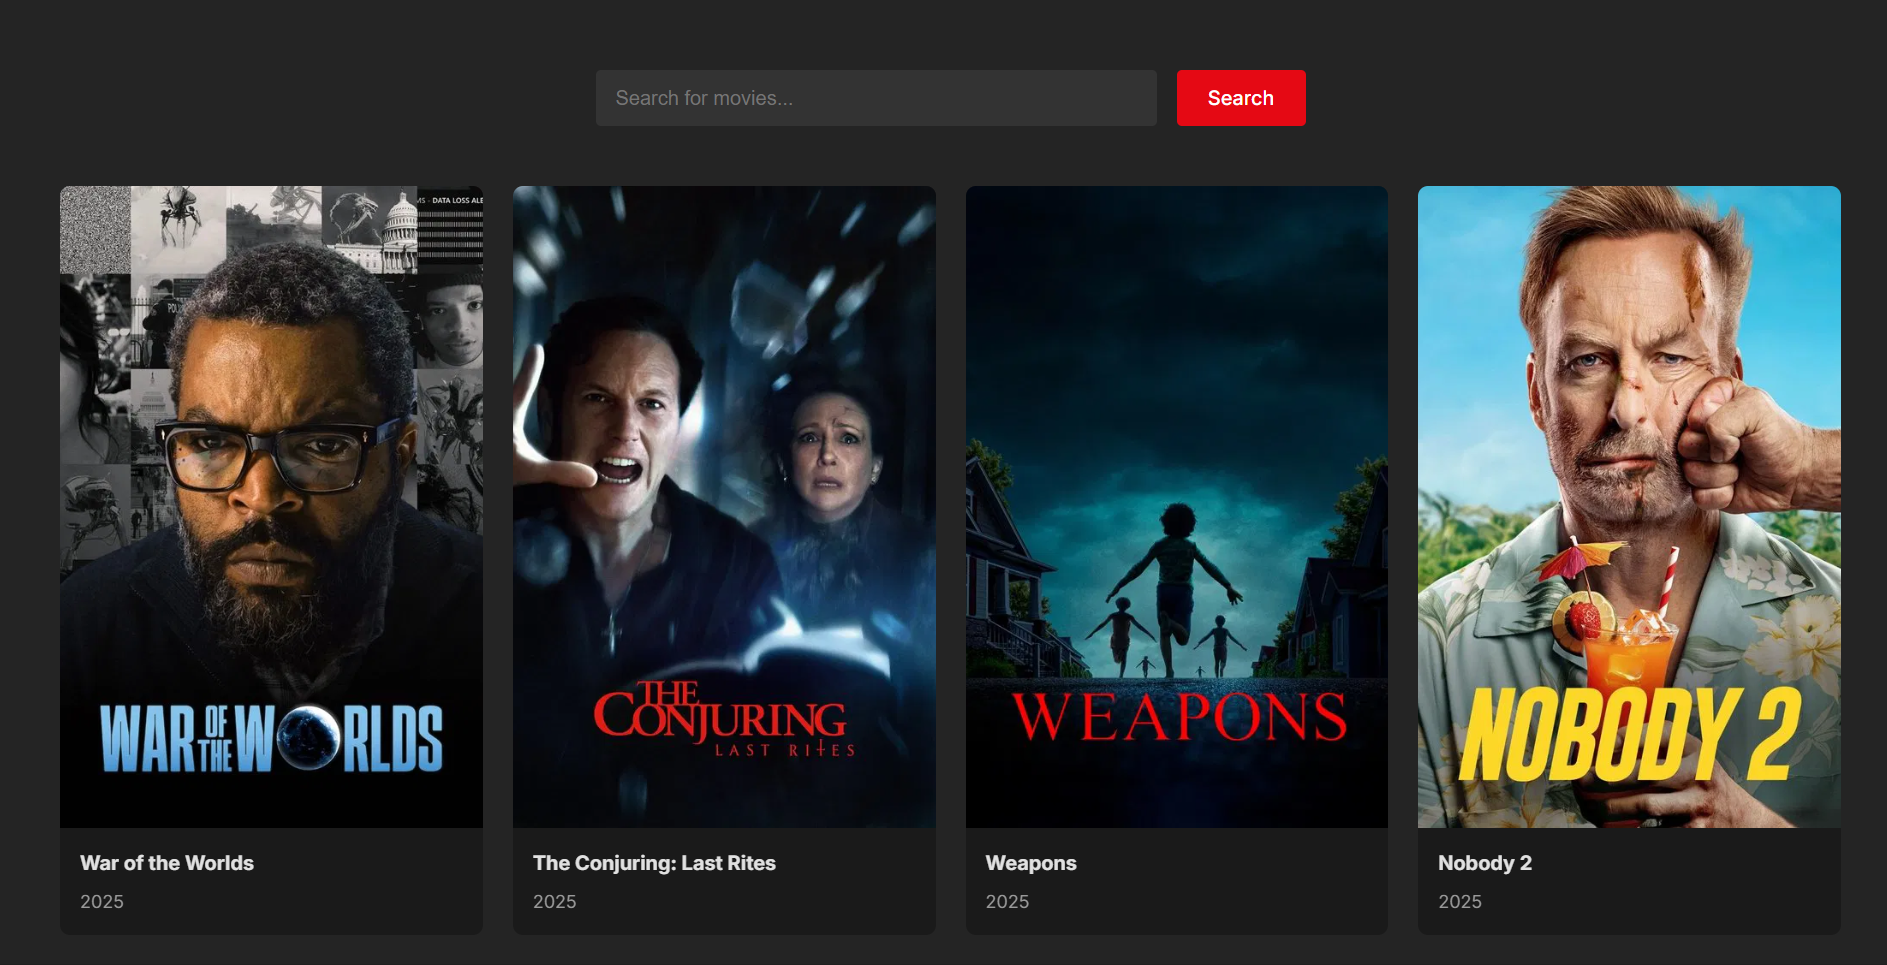 Search for movies...
Search
MS - DATA LOSS ALE
WAR OF THE WORLDS
THE
CONJURING
LAST RITES
WEAPONS
NOBODY 2
War of the Worlds
2025
The Conjuring: Last Rites
2025
Weapons
2025
Nobody 2
2025